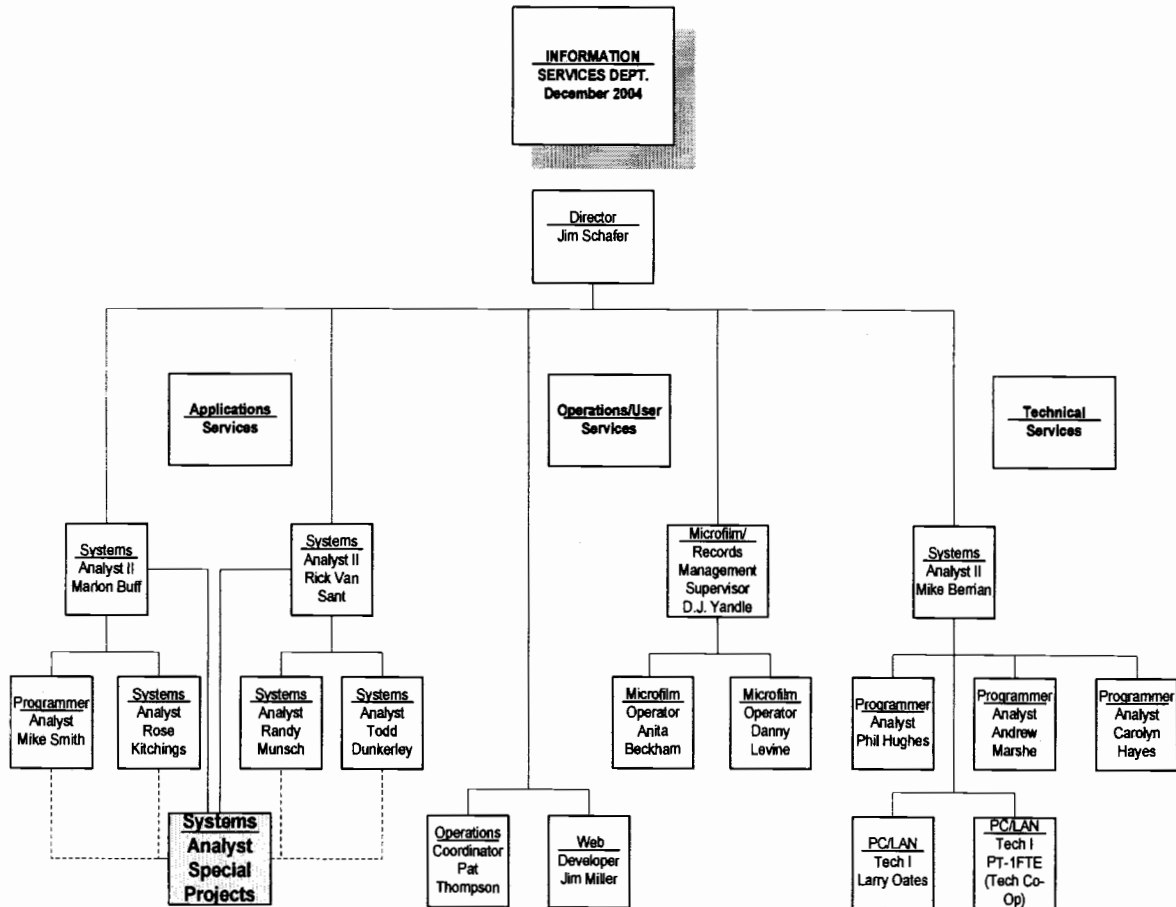 INFORMATION
SERVICES DEPT.
December 2004
Director
Jim Schafer
Applications
Services
Operations/User
Services
Technical
Services
Systems
Analyst II
Marion Buff
Systems
Analyst II
Rick Van
Sant
Microfilm/
Records
Management
Supervisor
D.J. Yandle
Systems
Analyst II
Mike Berrian
Programmer
Analyst
Mike Smith
Systems
Analyst
Rose
Kitchings
Systems
Analyst
Randy
Munsch
Systems
Analyst
Todd
Dunkerley
Microfilm
Operator
Anita
Beckham
Microfilm
Operator
Danny
Levine
Programmer
Analyst
Phil Hughes
Programmer
Analyst
Andrew
Marshe
Programmer
Analyst
Carolyn
Hayes
Systems
Analyst
Special
Projects
Operations
Coordinator
Pat
Thompson
Web
Developer
Jim Miller
PC/LAN
Tech I
Larry Oates
PC/LAN
Tech I
PT-1FTE
(Tech Co-
Op)